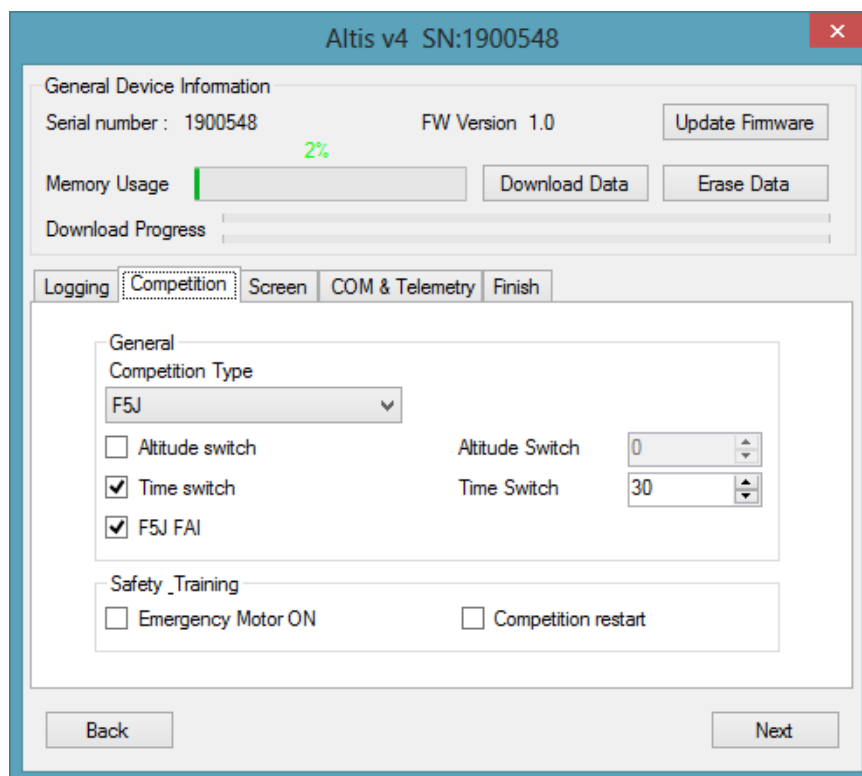 Altis v4 SN:1900548
General Device Information
Serial number : 1900548 FW Version 1.0 Update Firmware
2%
Memory Usage Download Data Erase Data
Download Progress
Logging Competition Screen COM & Telemetry Finish
General
Competition Type
F5J
Altitude switch Altitude Switch 0
Time switch Time Switch 30
F5J FAI
Safety_Training
Emergency Motor ON Competition restart
Back Next